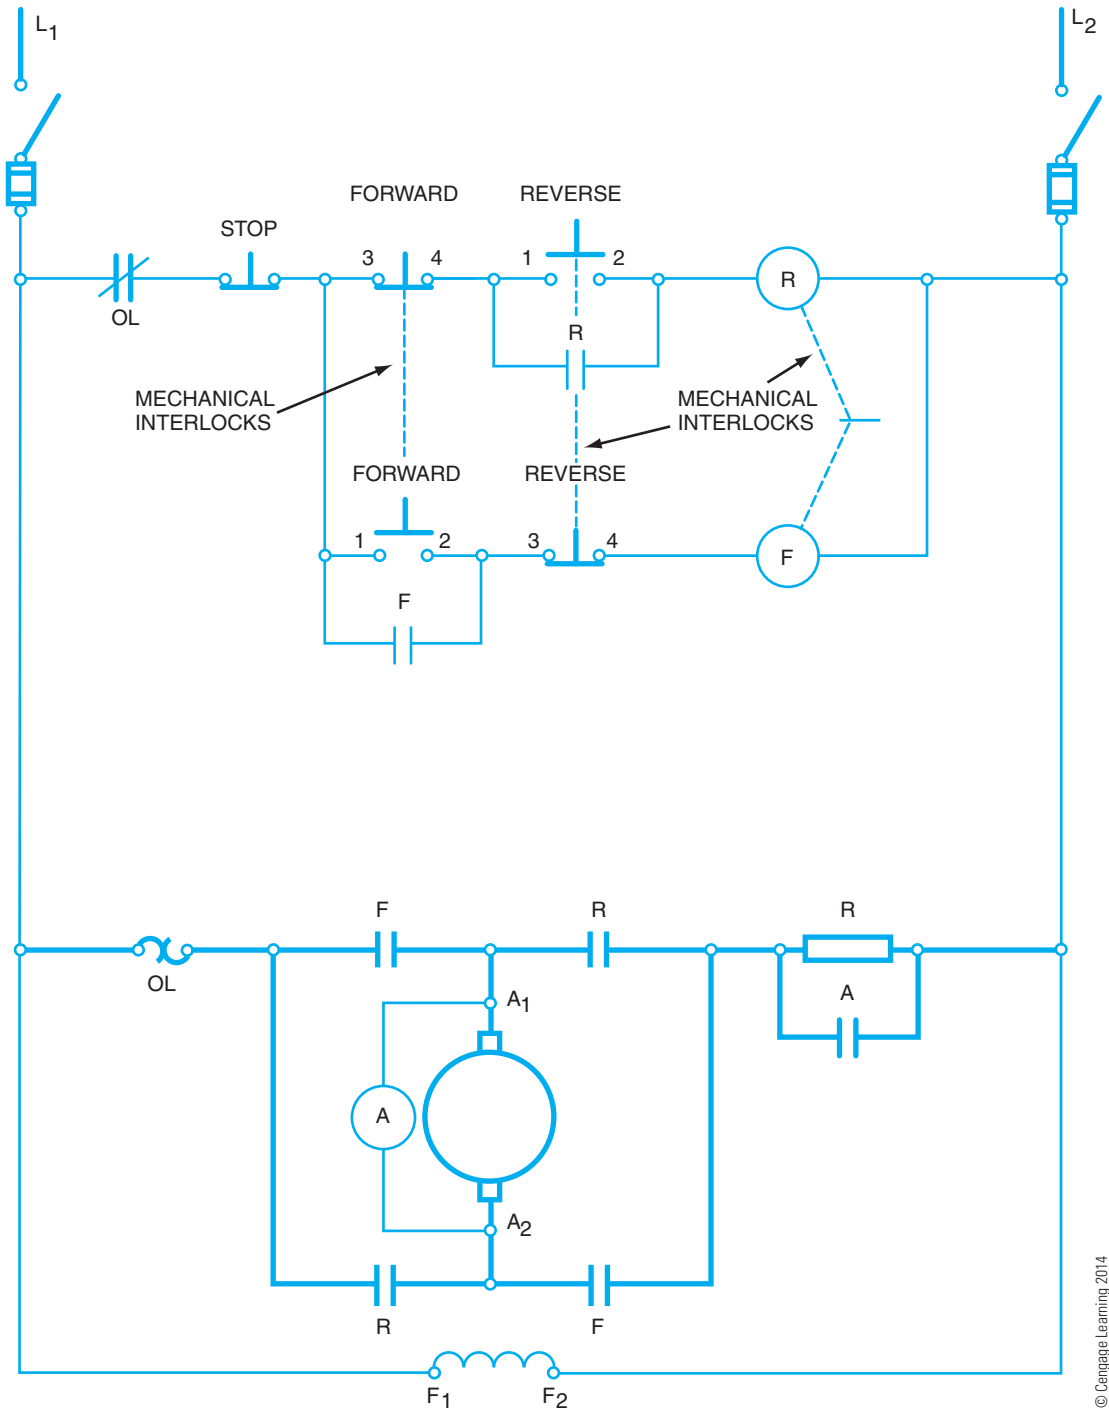 L1
L2
FORWARD
REVERSE
STOP
3
4
1
2
R
OL
R
MECHANICAL
INTERLOCKS
MECHANICAL
INTERLOCKS
FORWARD
REVERSE
1
2
3
4
F
F
F
R
R
OL
A
A1
A
A2
R
F
F1
F2
© Cengage Learning 2014